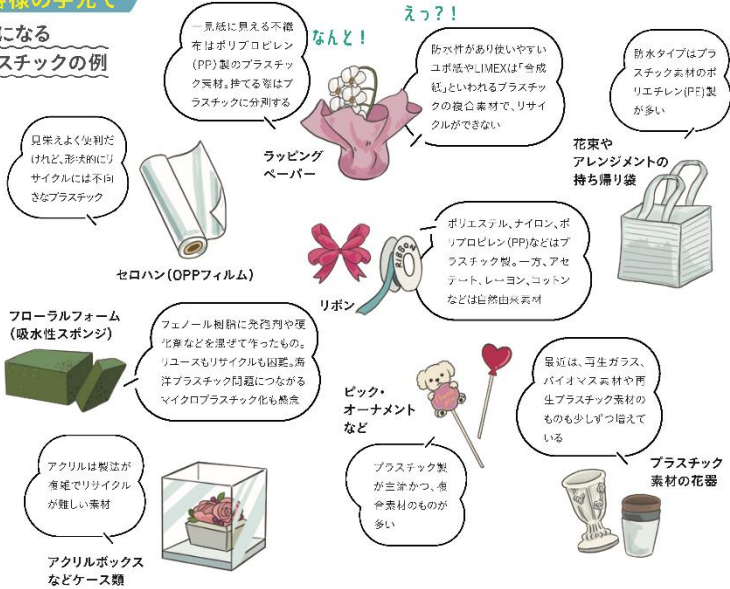 になる
スチックの例
一見紙に見える不織
布はポリプロピレン
(PP)製のプラスチッ
ク素材。捨てる際はプ
ラスチックに分別する
なんと!
えっ?!
防水性があり使いやすい
ユポ紙やLIMEXは「合成
紙」といわれるプラスチッ
クの複合素材で、リサイ
クルができない
ラッピング
ペーパー
防水タイプはプラ
スチック素材のポ
リエチレン(PE)製
が多い
花束や
アレンジメントの
持ち帰り袋
見栄えよく便利だ
けれど、形状的にリ
サイクルには不向
きなプラスチック
セロハン(OPPフィルム)
RIBBON
リボン
ポリエステル、ナイロン、ポ
リプロピレン(PP)などはプ
ラスチック製。一方、アセ
テート、レーヨン、コットン
などは自然由来素材
フローラルフォーム
(吸水性スポンジ)
フェノール樹脂に発泡剤や硬
化剤などを混ぜて作ったもの。
リユースもリサイクルも困難。海
洋プラスチック問題につながる
マイクロプラスチック化も懸念
ピック・
オーナメント
など
プラスチック製
が主流かつ、複
合素材のものが
多い
最近は、再生ガラス、
バイオマス素材や再
生プラスチック素材の
ものも少しずつ増えて
いる
プラスチック
素材の花器
アクリルは製法が
複雑でリサイクル
が難しい素材
アクリルボックス
などケース類